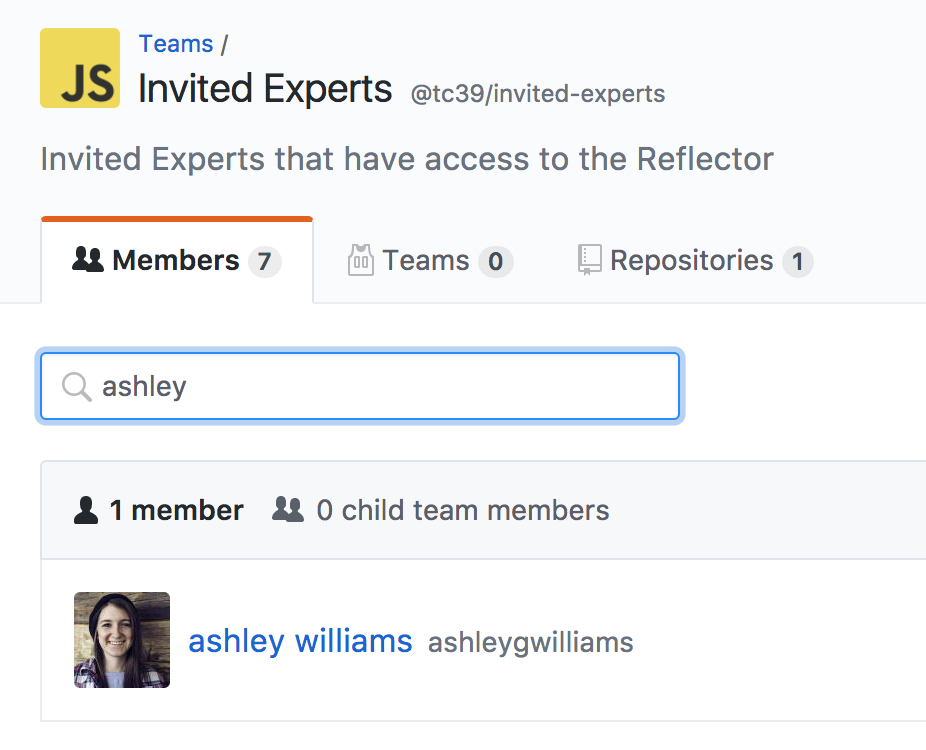 JS
Teams /
Invited Experts @tc39/invited-experts
Invited Experts that have access to the Reflector
Members 7 Teams 0 Repositories 1
ashley
1 member 0 child team members
ashley williams ashleygwilliams